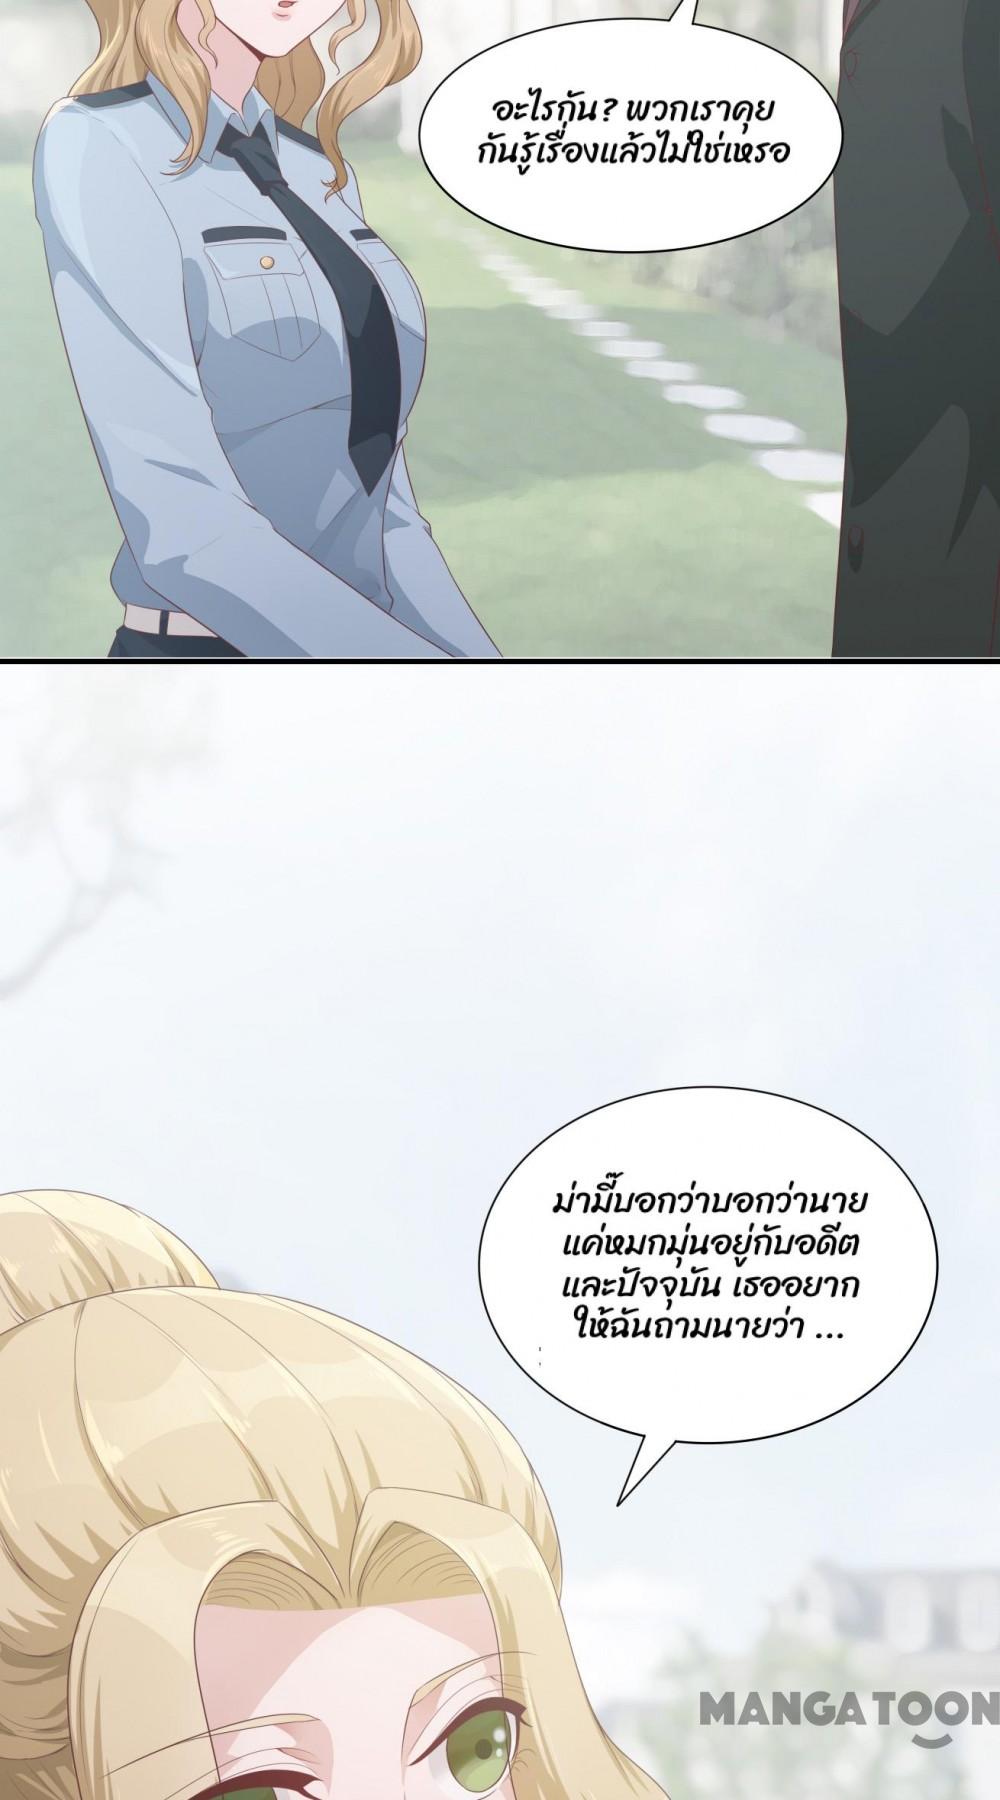 อะไรกัน? พวกเราคุย
กันรู้เรื่องแล้วไม่ใช่เหรอ
ม่ามี๊บอกว่าบอกว่านาย
แค่หมกมุ่นอยู่กับอดีต
และปัจจุบัน เธออยาก
ให้ฉันถามนายว่า ...
MANGATOON